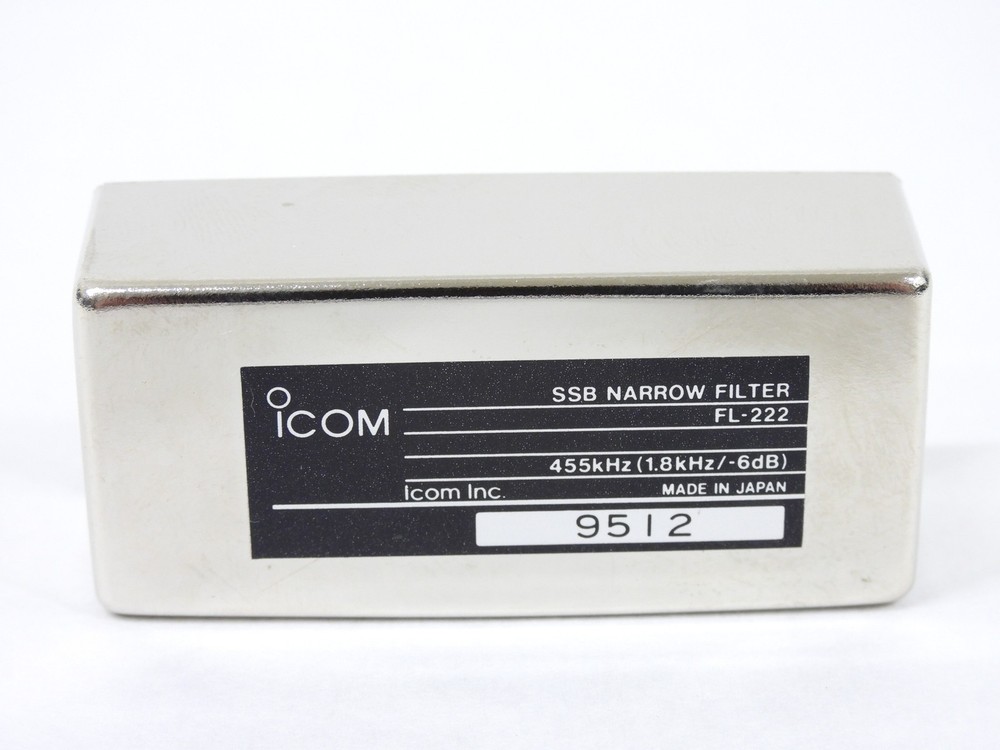 ICOM
SSB NARROW FILTER
FL-222
455kHz (1.8kHz/-6dB)
Icom Inc. MADE IN JAPAN
9512